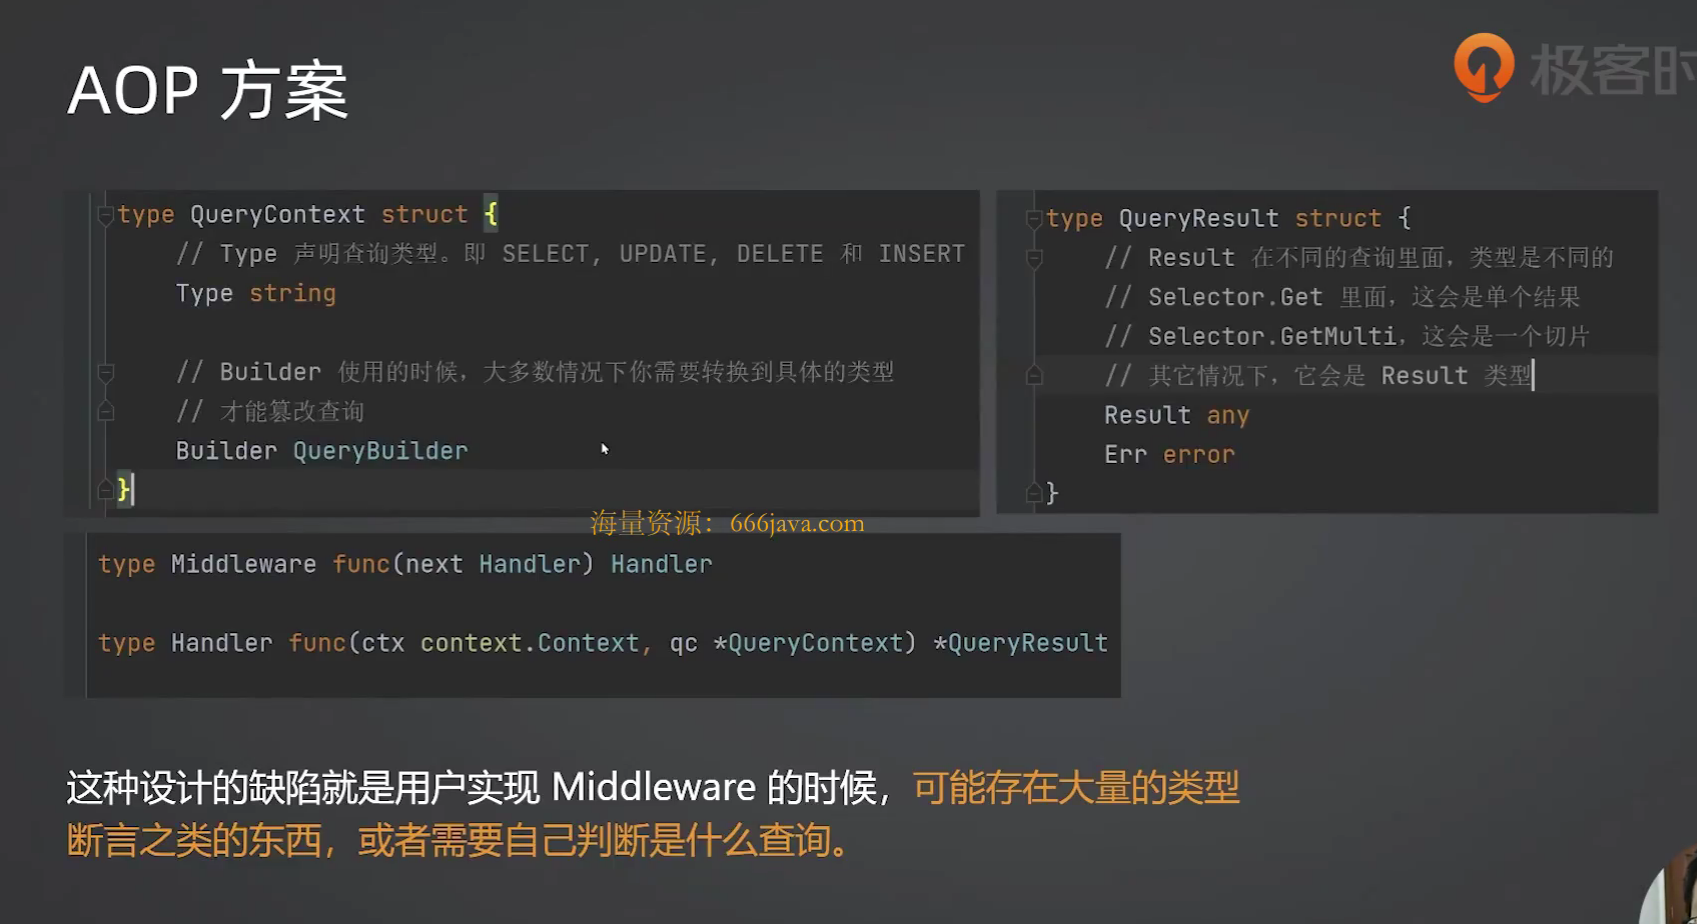 AOP 方案
极客时
type QueryContext struct {
// Type 声明查询类型。即 SELECT, UPDATE, DELETE 和 INSERT
Type string
// Builder 使用的时候，大多数情况下你需要转换到具体的类型
// 才能篡改查询
Builder QueryBuilder
}
type QueryResult struct {
// Result 在不同的查询里面，类型是不同的
// Selector.Get 里面，这会是单个结果
// Selector.GetMulti，这会是一个切片
// 其它情况下，它会是 Result 类型
Result any
Err error
}
海量资源：666java.com
type Middleware func(next Handler) Handler
type Handler func(ctx context.Context, qc *QueryContext) *QueryResult
这种设计的缺陷就是用户实现 Middleware 的时候，可能存在大量的类型
断言之类的东西，或者需要自己判断是什么查询。